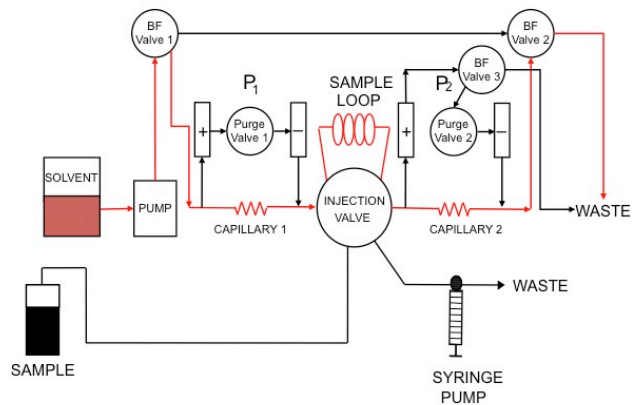 BF
Valve 1
BF
Valve 2
P1
SAMPLE
LOOP
P2
BF
Valve 3
+
Purge
Valve 1
−
+
Purge
Valve 2
−
SOLVENT
PUMP
INJECTION
VALVE
WASTE
CAPILLARY 1
CAPILLARY 2
WASTE
SAMPLE
SYRINGE
PUMP